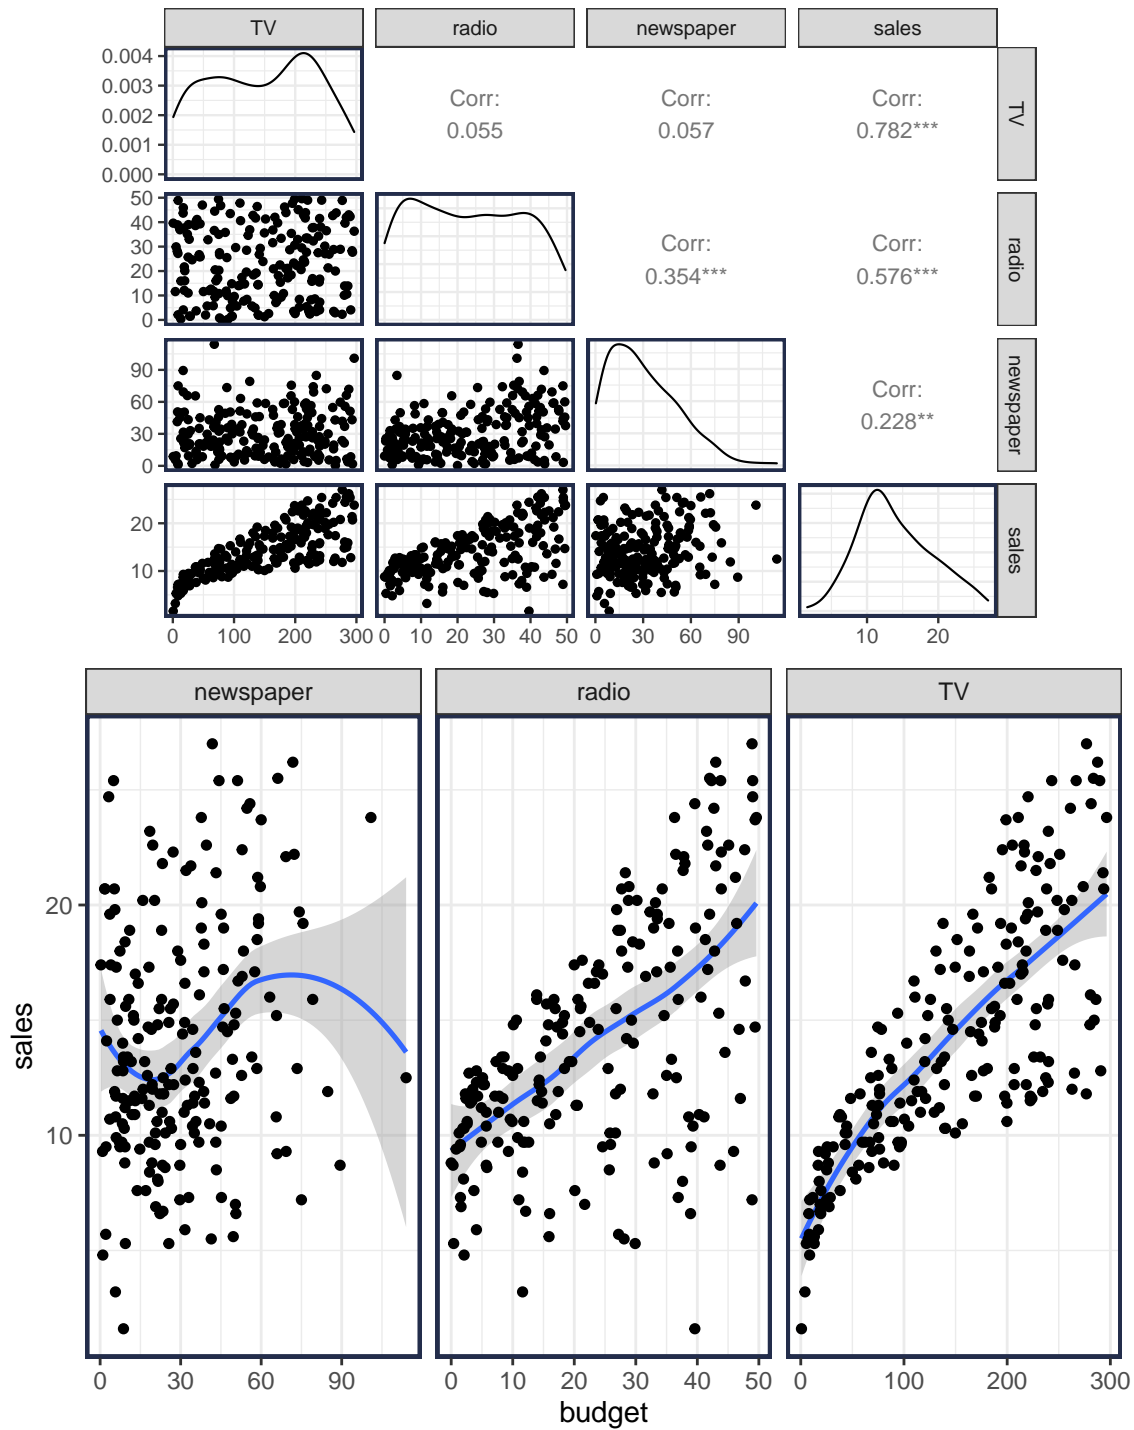 TV radio newspaper sales
0.004
0.003
0.002
0.001
0.000
Corr:
0.055
Corr:
0.057
Corr:
0.782***
TV
50
40
30
20
10
0
Corr:
0.354***
Corr:
0.576***
radio
90
60
30
0
Corr:
0.228**
newspaper
20
10
sales
0 100 200 300 0 10 20 30 40 50 0 30 60 90 10 20
newspaper radio TV
20
10
sales
0 30 60 90 0 10 20 30 40 50 0 100 200 300
budget